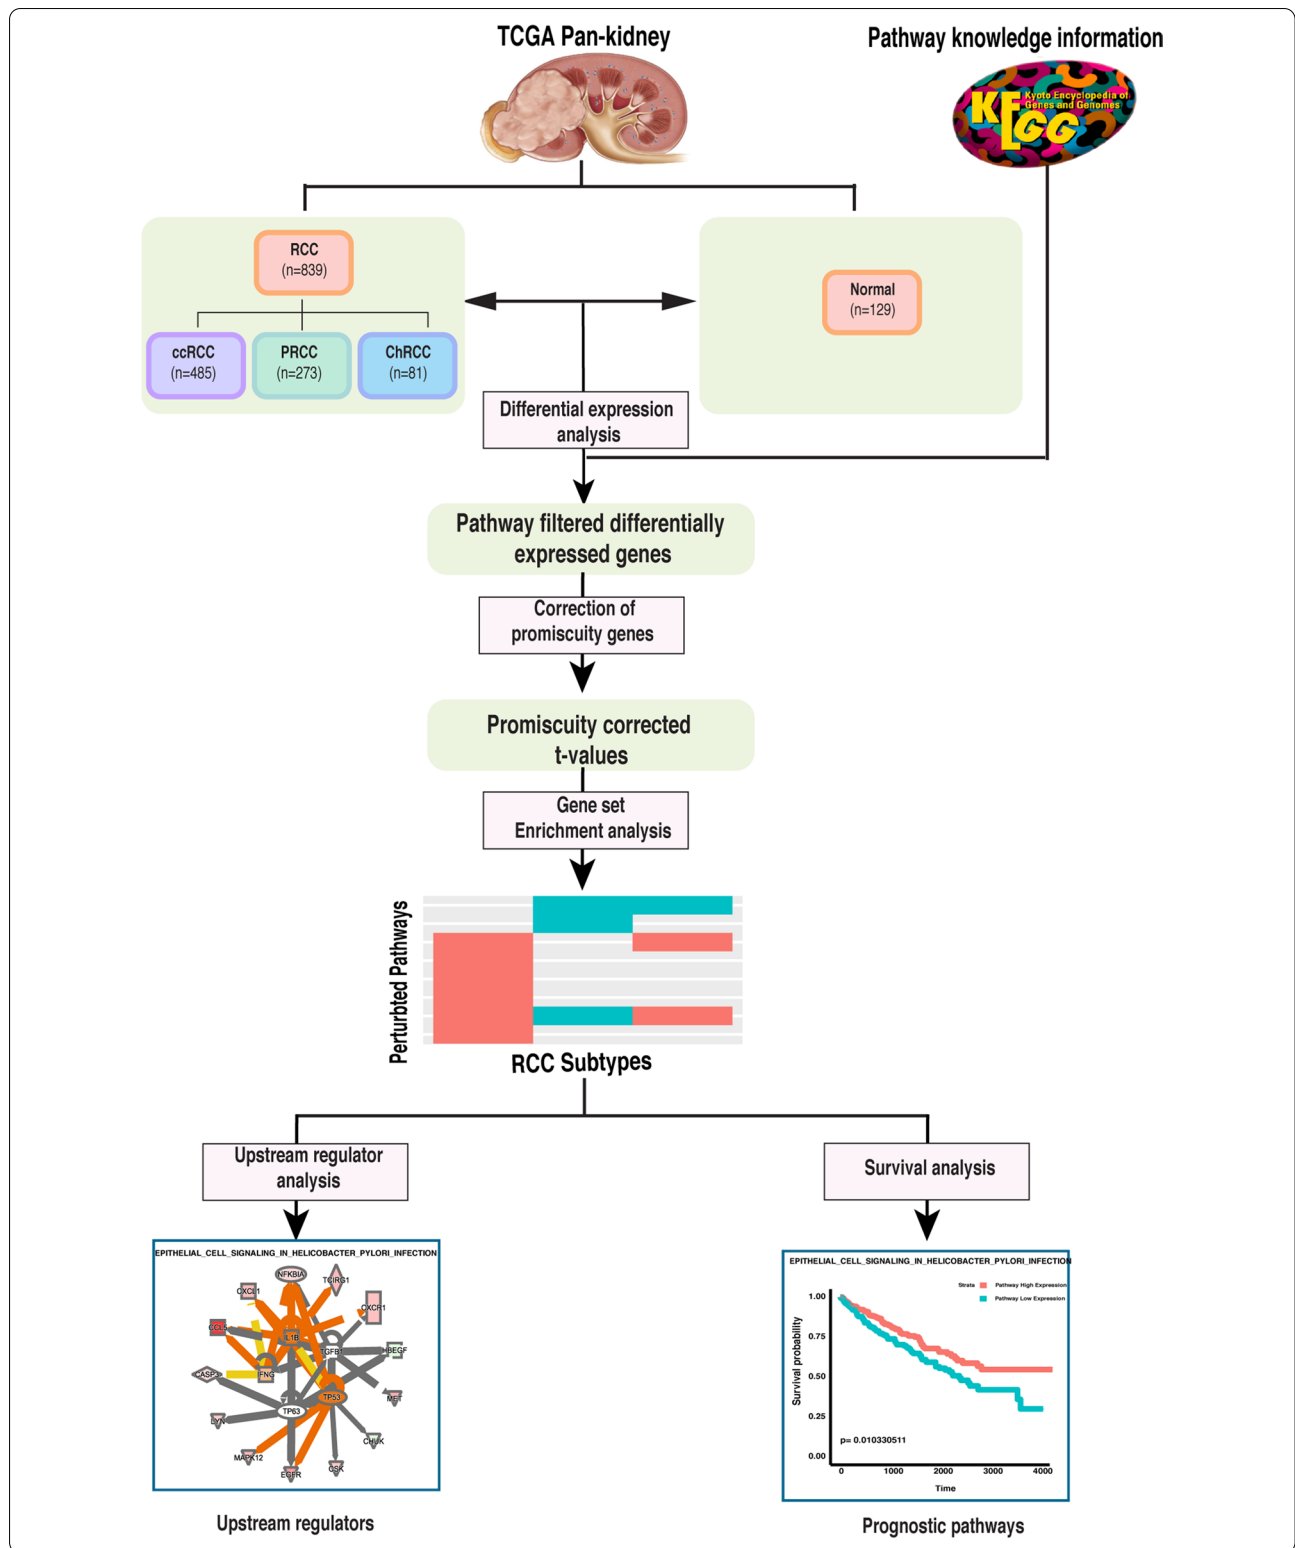 TCGA Pan-kidney
Pathway knowledge information
KEGG
Kyoto Encyclopedia of
Genes and Genomes
RCC
(n=839)
ccRCC
(n=485)
PRCC
(n=273)
ChRCC
(n=81)
Normal
(n=129)
Differential expression
analysis
Pathway filtered differentially
expressed genes
Correction of
promiscuity genes
Promiscuity corrected
t-values
Gene set
Enrichment analysis
Perturbted Pathways
RCC Subtypes
Upstream regulator
analysis
Survival analysis
EPITHELIAL_CELL_SIGNALING_IN_HELICOBACTER_PYLORI_INFECTION
NFKBIA
TCIRG1
CXCL1
CXCR1
CCL5
IL1B
TGFB1
HBEGF
CASP3
IFNG
MET
TP53
TP63
LYN
CHUK
MAPK12
EGFR
CSK
Upstream regulators
EPITHELIAL_CELL_SIGNALING_IN_HELICOBACTER_PYLORI_INFECTION
Strata
Pathway High Expression
Pathway Low Expression
Survival probability
1.00
0.75
0.50
0.25
0.00
p= 0.010330511
0 1000 2000 3000 4000
Time
Prognostic pathways